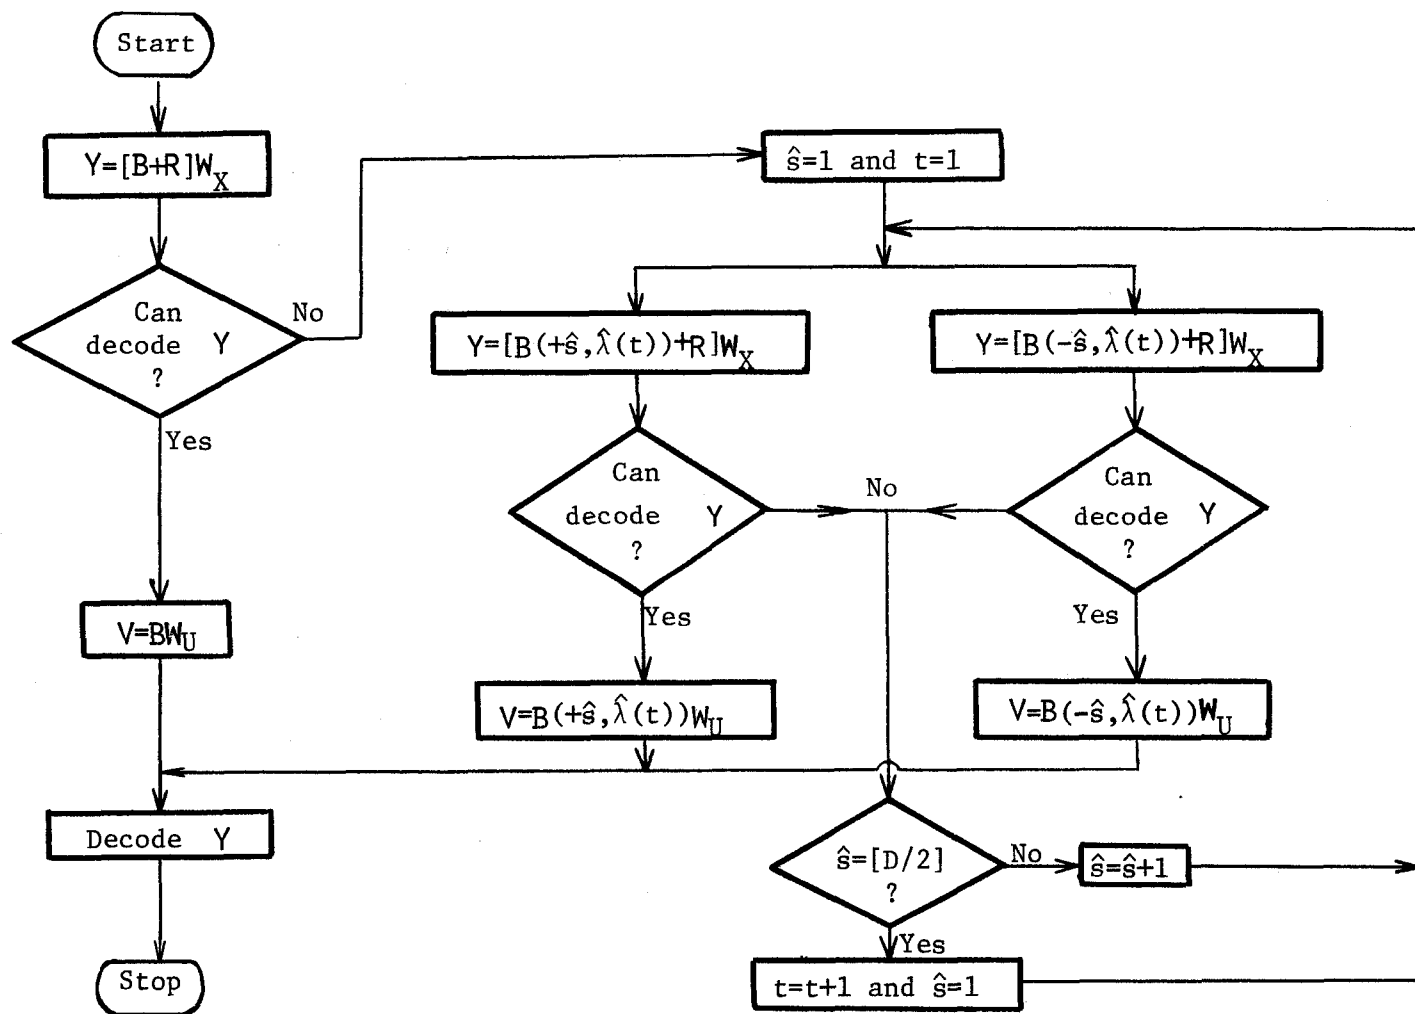 Start
Y=[B+R]W_X
Can
decode Y
?
No
Yes
V=BW_U
Decode Y
Stop
ŝ=1 and t=1
Y=[B(+ŝ,λ̂(t))+R]W_X
Y=[B(-ŝ,λ̂(t))+R]W_X
Can
decode Y
?
No
Can
decode Y
?
Yes
Yes
V=B(+ŝ,λ̂(t))W_U
V=B(-ŝ,λ̂(t))W_U
ŝ=[D/2]
?
No
ŝ=ŝ+1
Yes
t=t+1 and ŝ=1